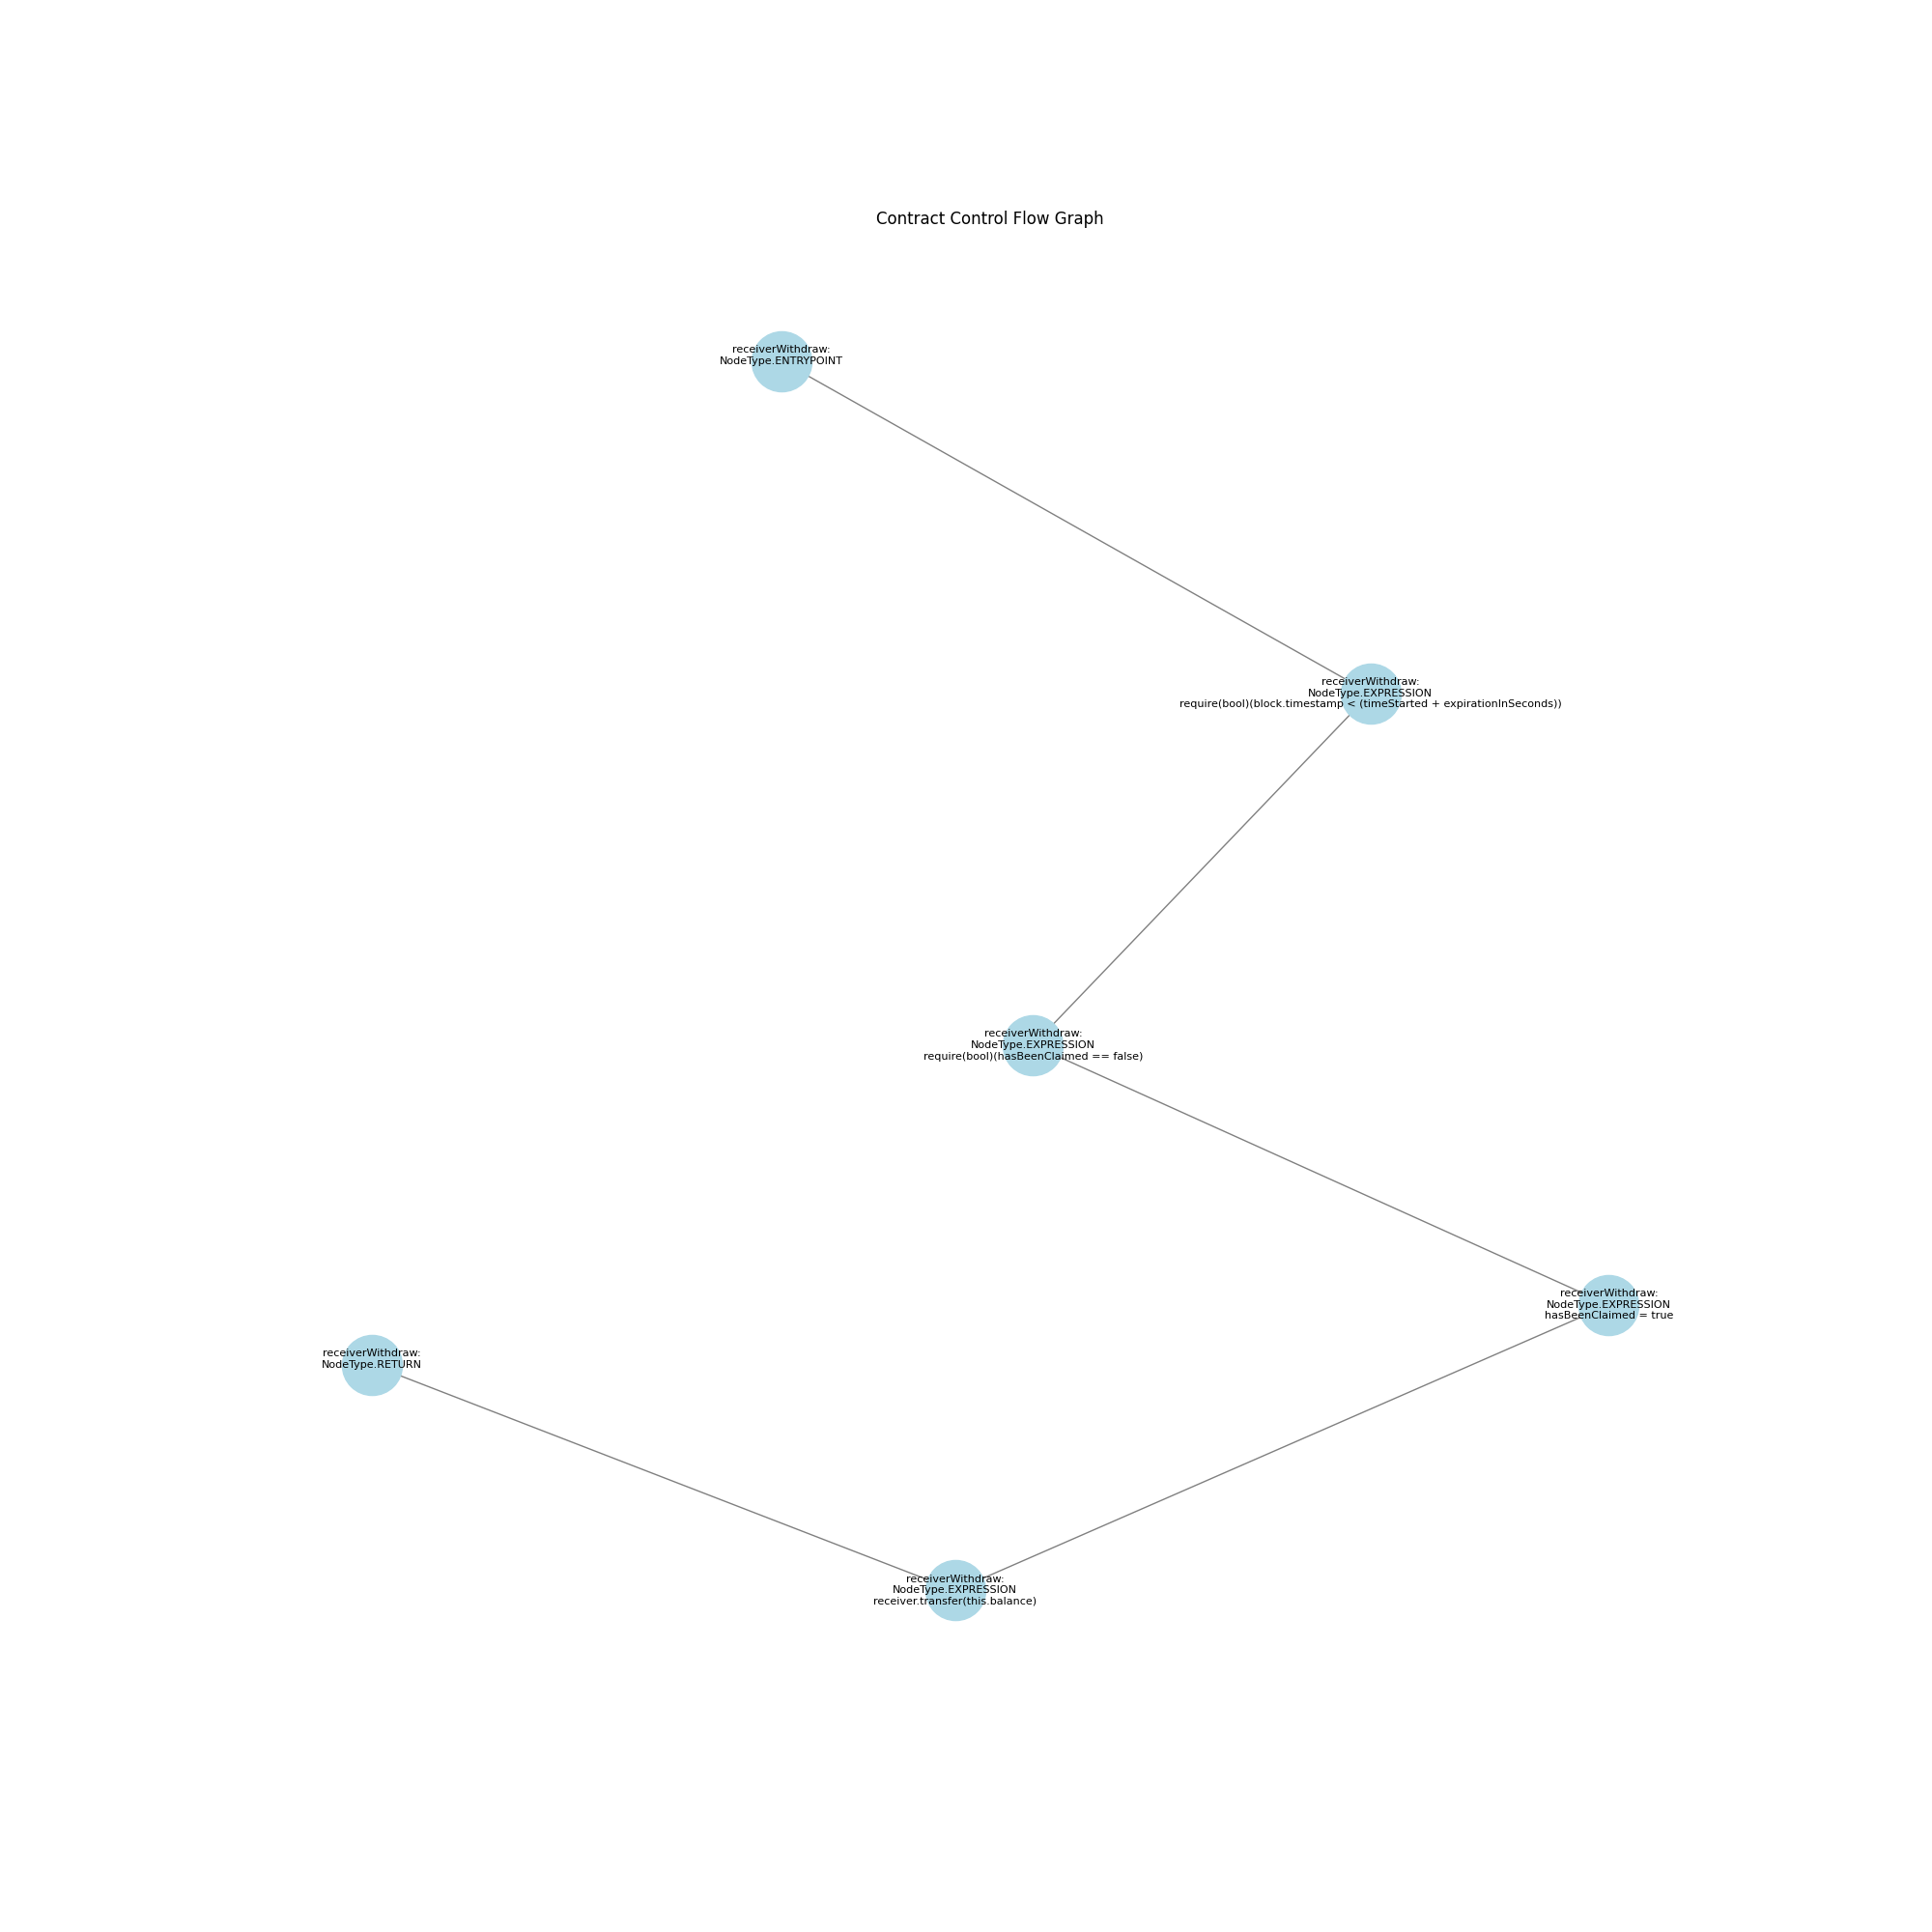 Contract Control Flow Graph
receiverWithdraw:
NodeType.ENTRYPOINT
receiverWithdraw:
NodeType.EXPRESSION
require(bool)(block.timestamp < (timeStarted + expirationInSeconds))
receiverWithdraw:
NodeType.EXPRESSION
require(bool)(hasBeenClaimed == false)
receiverWithdraw:
NodeType.EXPRESSION
hasBeenClaimed = true
receiverWithdraw:
NodeType.RETURN
receiverWithdraw:
NodeType.EXPRESSION
receiver.transfer(this.balance)